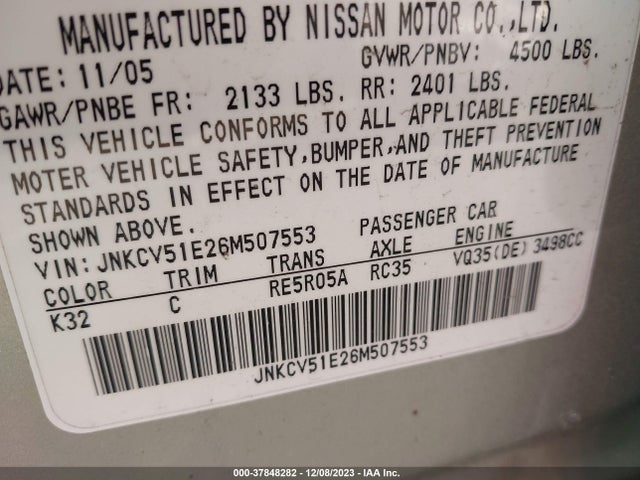 MANUFACTURED BY NISSAN MOTOR CO.,LTD.
DATE: 11/05 GVWR/PNBV: 4500 LBS.
GAWR/PNBE FR: 2133 LBS. RR: 2401 LBS.
THIS VEHICLE CONFORMS TO ALL APPLICABLE FEDERAL
MOTOR VEHICLE SAFETY,BUMPER,AND THEFT PREVENTION
STANDARDS IN EFFECT ON THE DATE OF MANUFACTURE
SHOWN ABOVE.
VIN: JNKCV51E26M507553 PASSENGER CAR
COLOR TRIM TRANS AXLE ENGINE
K32 C RE5R05A RC35 VQ35(DE) 3498CC
JNKCV51E26M507553
000-37848282 - 12/08/2023 - IAA Inc.